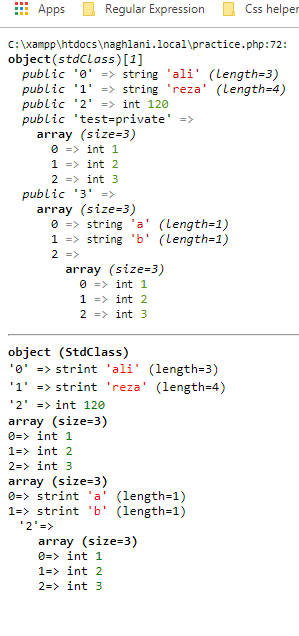 Apps Regular Expression Css helper
C:\xampp\htdocs\naghlani.local\practice.php:72:
object(stdClass)[1]
public '0' => string 'ali' (length=3)
public '1' => string 'reza' (length=4)
public '2' => int 120
public 'test=private' =>
array (size=3)
0 => int 1
1 => int 2
2 => int 3
public '3' =>
array (size=3)
0 => string 'a' (length=1)
1 => string 'b' (length=1)
2 =>
array (size=3)
0 => int 1
1 => int 2
2 => int 3
object (StdClass)
'0' => strint 'ali' (length=3)
'1' => strint 'reza' (length=4)
'2' => int 120
array (size=3)
0=> int 1
1=> int 2
2=> int 3
array (size=3)
0=> strint 'a' (length=1)
1=> strint 'b' (length=1)
'2'=>
array (size=3)
0=> int 1
1=> int 2
2=> int 3